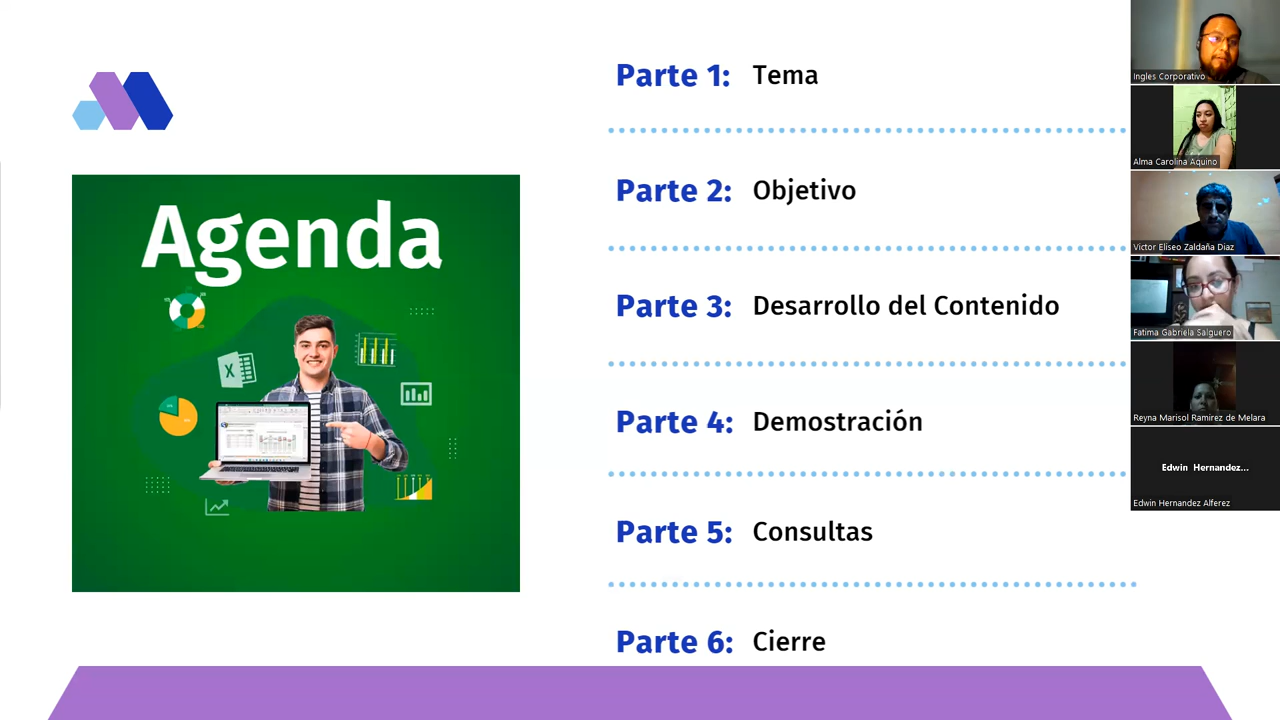 Agenda
Parte 1: Tema
Parte 2: Objetivo
Parte 3: Desarrollo del Contenido
Parte 4: Demostración
Parte 5: Consultas
Parte 6: Cierre
Ingles Corporativo
Alma Carolina Aquino
Victor Eliseo Zaldaña Diaz
Fatima Gabriela Salguero
Reyna Marisol Ramirez de Melara
Edwin Hernandez...
Edwin Hernandez Alferez